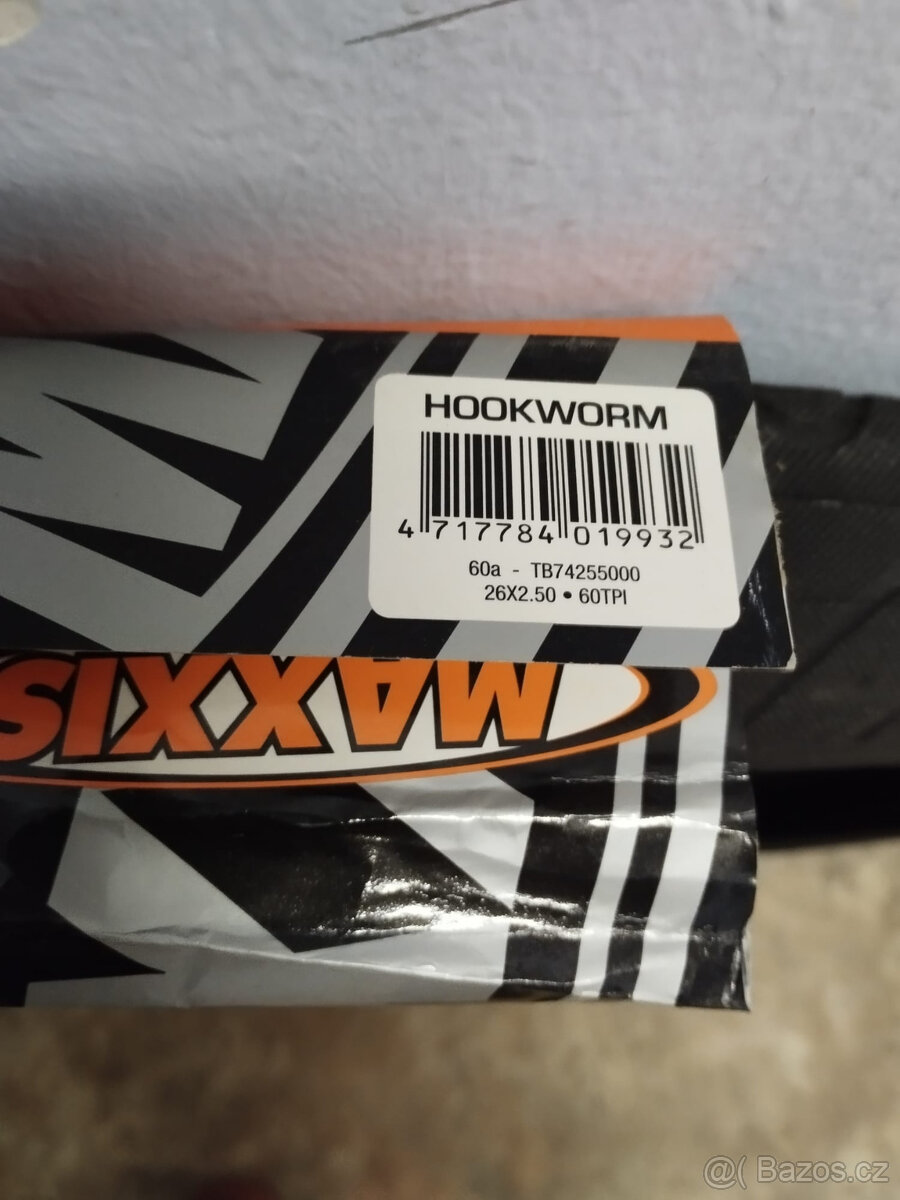 HOOKWORM
4 717784 019932
60a - TB74255000
26X2.50 • 60TPI
MAXXIS
@( Bazos.cz